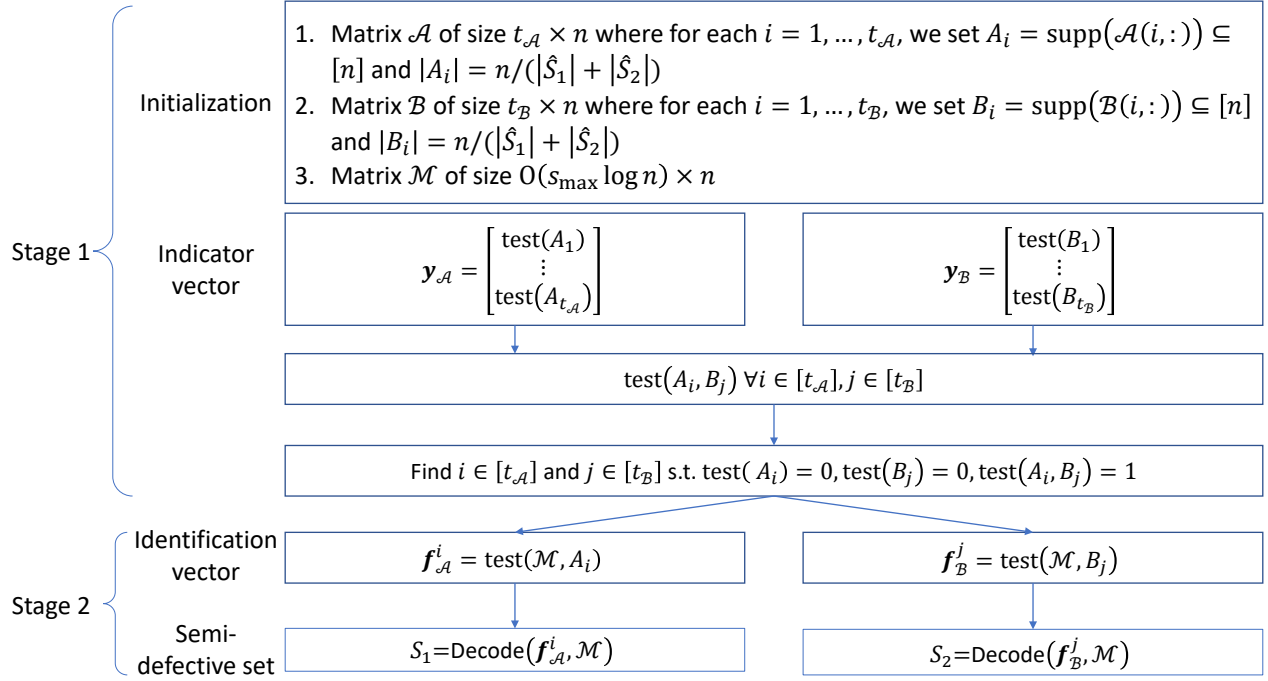 Stage 1
Initialization
1. Matrix 𝒜 of size t_𝒜 × n where for each i = 1, … , t_𝒜, we set A_i = supp(𝒜(i, : )) ⊆
[n] and |A_i| = n/(|Ŝ_1| + |Ŝ_2|)
2. Matrix ℬ of size t_ℬ × n where for each i = 1, … , t_ℬ, we set B_i = supp(ℬ(i, : )) ⊆ [n]
and |B_i| = n/(|Ŝ_1| + |Ŝ_2|)
3. Matrix ℳ of size O(s_max log n) × n
Indicator
vector
𝒚_𝒜 = [test(A_1) ⋮ test(A_{t_𝒜})]
𝒚_ℬ = [test(B_1) ⋮ test(B_{t_ℬ})]
test(A_i, B_j) ∀i ∈ [t_𝒜], j ∈ [t_ℬ]
Find i ∈ [t_𝒜] and j ∈ [t_ℬ] s.t. test( A_i) = 0, test(B_j) = 0, test(A_i, B_j) = 1
Stage 2
Identification
vector
𝒇_𝒜^i = test(ℳ, A_i)
𝒇_ℬ^j = test(ℳ, B_j)
Semi-
defective set
S_1=Decode(𝒇_𝒜^i, ℳ)
S_2=Decode(𝒇_ℬ^j, ℳ)